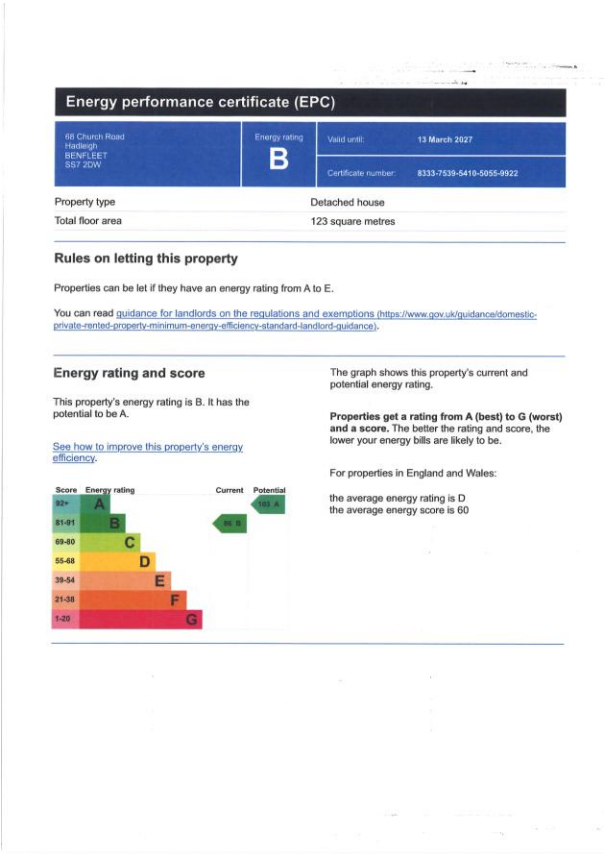 Energy performance certificate (EPC)
68 Church Road
Hadleigh
BENFLEET
SS7 2DW
Energy rating
B
Valid until:
13 March 2027
Certificate number:
8333-7539-5410-5055-9922
Property type
Detached house
Total floor area
123 square metres
Rules on letting this property
Properties can be let if they have an energy rating from A to E.
You can read guidance for landlords on the regulations and exemptions (https://www.gov.uk/guidance/domestic-
private-rented-property-minimum-energy-efficiency-standard-landlord-guidance).
Energy rating and score
This property's energy rating is B. It has the
potential to be A.
See how to improve this property's energy
efficiency.
Score Energy rating Current Potential
92+ A 103 A
81-91 B 86 B
69-80 C
55-68 D
39-54 E
21-38 F
1-20 G
The graph shows this property's current and
potential energy rating.
Properties get a rating from A (best) to G (worst)
and a score. The better the rating and score, the
lower your energy bills are likely to be.
For properties in England and Wales:
the average energy rating is D
the average energy score is 60